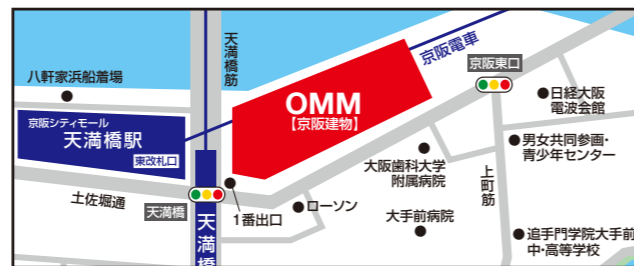 天満橋筋
京阪電車
京阪東口
八軒家浜船着場
OMM
【京阪建物】
日経大阪
電波会館
京阪シティモール
天満橋駅
東改札口
男女共同参画・
青少年センター
大阪歯科大学
附属病院
上町筋
土佐堀通
天満橋
1番出口
ローソン
大手前病院
天満橋
追手門学院大手前
中・高等学校